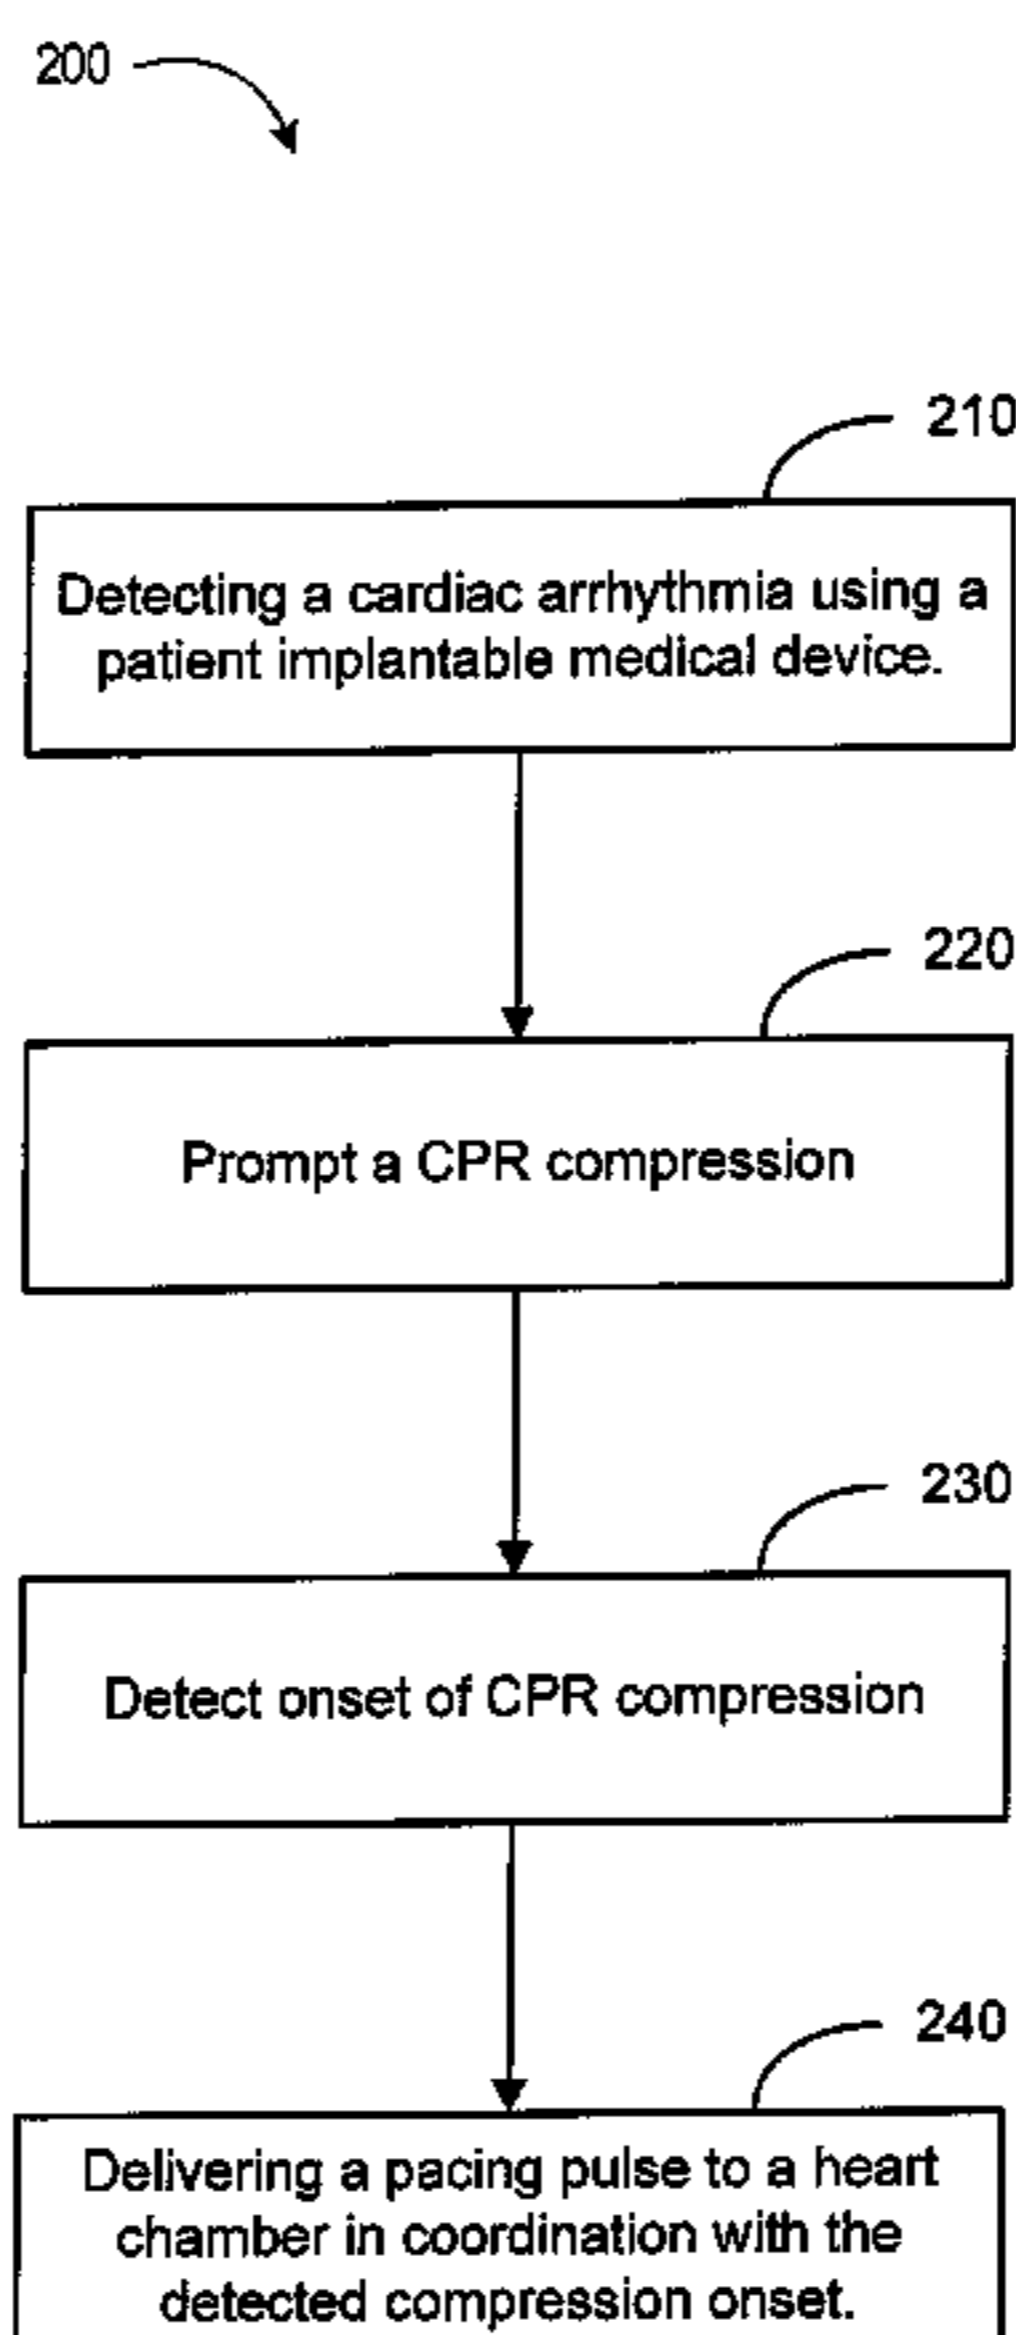 200
210
Detecting a cardiac arrhythmia using a
patient implantable medical device.
220
Prompt a CPR compression
230
Detect onset of CPR compression
240
Delivering a pacing pulse to a heart
chamber in coordination with the
detected compression onset.